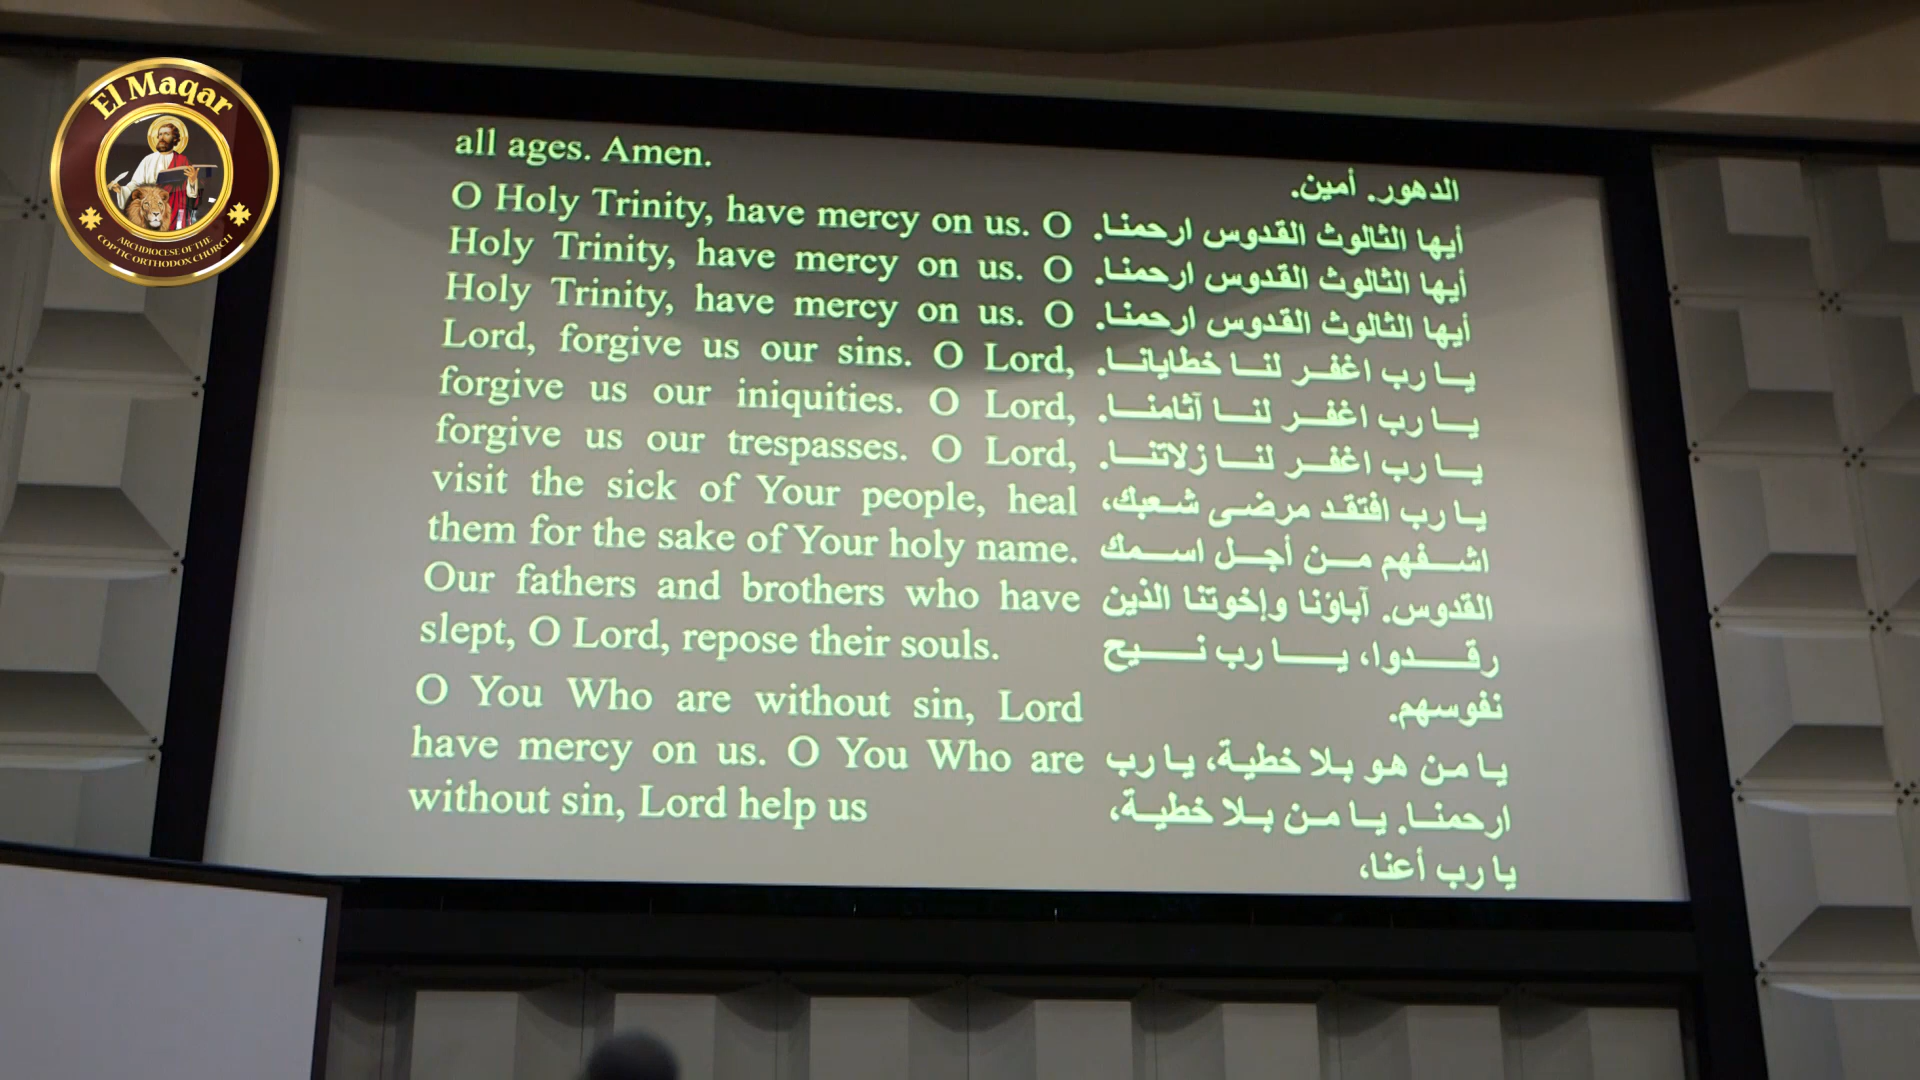 El Maqar
ARCHDIOCESE OF THE
COPTIC ORTHODOX CHURCH
all ages. Amen.
O Holy Trinity, have mercy on us. O
Holy Trinity, have mercy on us. O
Holy Trinity, have mercy on us. O
Lord, forgive us our sins. O Lord,
forgive us our iniquities. O Lord,
forgive us our trespasses. O Lord,
visit the sick of Your people, heal
them for the sake of Your holy name.
Our fathers and brothers who have
slept, O Lord, repose their souls.
O You Who are without sin, Lord
have mercy on us. O You Who are
without sin, Lord help us
الدهور. أمين.
أيها الثالوث القدوس ارحمنا.
أيها الثالوث القدوس ارحمنا.
أيها الثالوث القدوس ارحمنا.
يا رب اغفر لنا خطايانا.
يا رب اغفر لنا آثامنا.
يا رب اغفر لنا زلاتنا.
يا رب افتقد مرضى شعبك،
اشفهم من أجل اسمك
القدوس. آباؤنا وإخوتنا الذين
رقدوا، يا رب نيح
نفوسهم.
يا من هو بلا خطية، يا رب
ارحمنا. يا من بلا خطية،
يا رب أعنا،